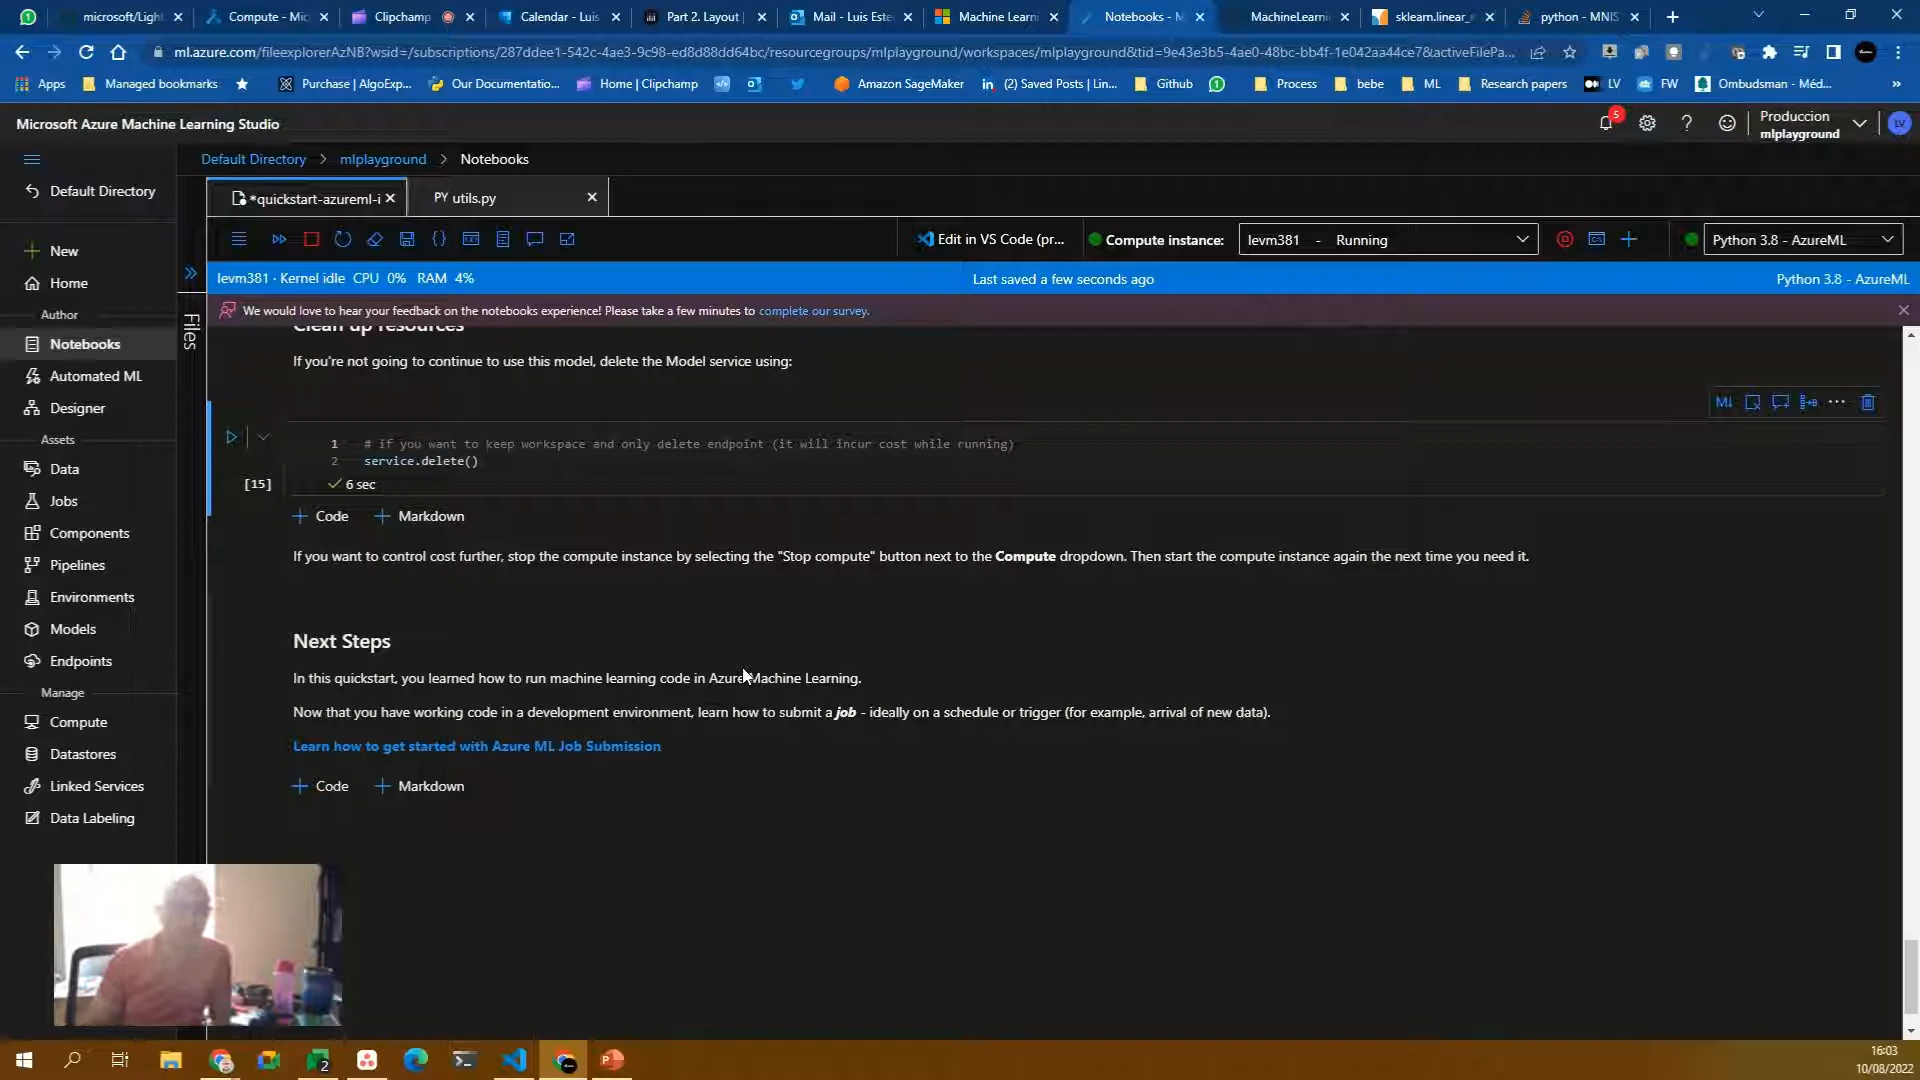 microsoft/Light
Compute - Mic
Clipchamp
Calendar - Luis
Part 2. Layout
Mail - Luis Este
Machine Learni
Notebooks - M
MachineLearni
sklearn.linear_r
python - MNIS
ml.azure.com/fileexplorerAzNB?wsid=/subscriptions/287ddee1-542c-4ae3-9c98-ed8d88dd64bc/resourcegroups/mlplayground/workspaces/mlplayground&tid=9e43e3b5-4ae0-48bc-bb4f-1e042aa44ce7&activeFilePa...
Apps
Managed bookmarks
Purchase | AlgoExp...
Our Documentatio...
Home | Clipchamp
Amazon SageMaker
(2) Saved Posts | Lin...
Github
Process
bebe
ML
Research papers
LV
FW
Ombudsman - Méd...
»
Microsoft Azure Machine Learning Studio
5
Produccion
mlplayground
LV
Default Directory > mlplayground > Notebooks
Default Directory
New
Home
Author
Notebooks
Automated ML
Designer
Assets
Data
Jobs
Components
Pipelines
Environments
Models
Endpoints
Manage
Compute
Datastores
Linked Services
Data Labeling
Files
*quickstart-azureml-i
PY utils.py
Edit in VS Code (pr...
Compute instance:
levm381 - Running
Python 3.8 - AzureML
levm381 · Kernel idle CPU 0% RAM 4%
Last saved a few seconds ago
Python 3.8 - AzureML
We would love to hear your feedback on the notebooks experience! Please take a few minutes to complete our survey.
Clean up resources
If you're not going to continue to use this model, delete the Model service using:
M↓
1 # if you want to keep workspace and only delete endpoint (it will incur cost while running)
2 service.delete()
[15]
6 sec
+ Code + Markdown
If you want to control cost further, stop the compute instance by selecting the "Stop compute" button next to the Compute dropdown. Then start the compute instance again the next time you need it.
Next Steps
In this quickstart, you learned how to run machine learning code in Azure Machine Learning.
Now that you have working code in a development environment, learn how to submit a job - ideally on a schedule or trigger (for example, arrival of new data).
Learn how to get started with Azure ML Job Submission
+ Code + Markdown
2
16:03
10/08/2022